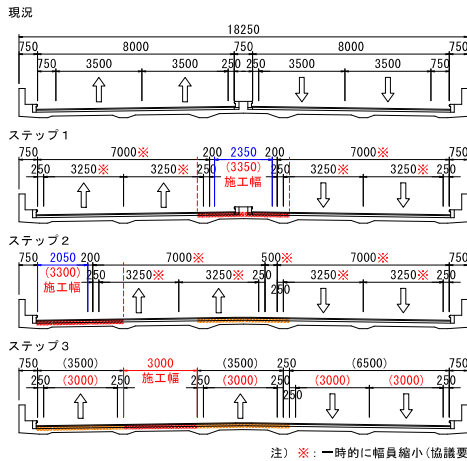 現況
18250
750 8000 750 8000 750
750 3500 3500 250 250 3500 3500 750
ステップ1
750 7000※ 200 2350 200 7000※ 750
250 3250※ 3250※ 250 (3350) 250 3250※ 3250※ 250
施工幅
ステップ2
750 2050 200 7000※ 500※ 7000※ 750
(3300) 250 3250※ 3250※ 250 3250※ 3250※ 250
施工幅 250
ステップ3
750 (3500) 3000 (3500) 250 (6500) 750
250 (3000) 250 施工幅 250 (3000) 250 (3000) (3000) 250
250
注)※:一時的に幅員縮小(協議要